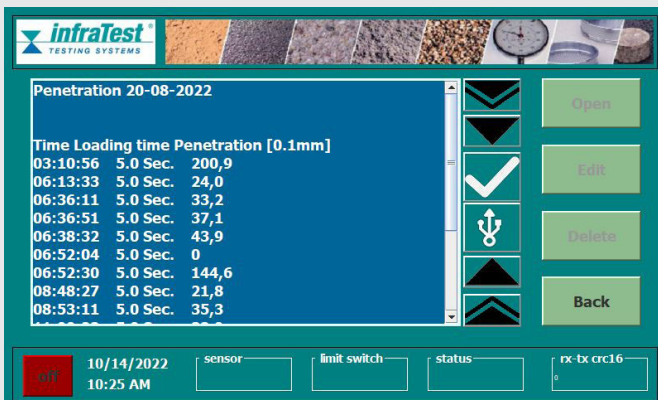 infraTest®
TESTING SYSTEMS
Penetration 20-08-2022
Time Loading time Penetration [0.1mm]
03:10:56 5.0 Sec. 200,9
06:13:33 5.0 Sec. 24,0
06:36:11 5.0 Sec. 33,2
06:36:51 5.0 Sec. 37,1
06:38:32 5.0 Sec. 43,9
06:52:04 5.0 Sec. 0
06:52:30 5.0 Sec. 144,6
08:48:27 5.0 Sec. 21,8
08:53:11 5.0 Sec. 35,3
Open
Edit
Delete
Back
off
10/14/2022
10:25 AM
sensor
limit switch
status
rx-tx crc16
0